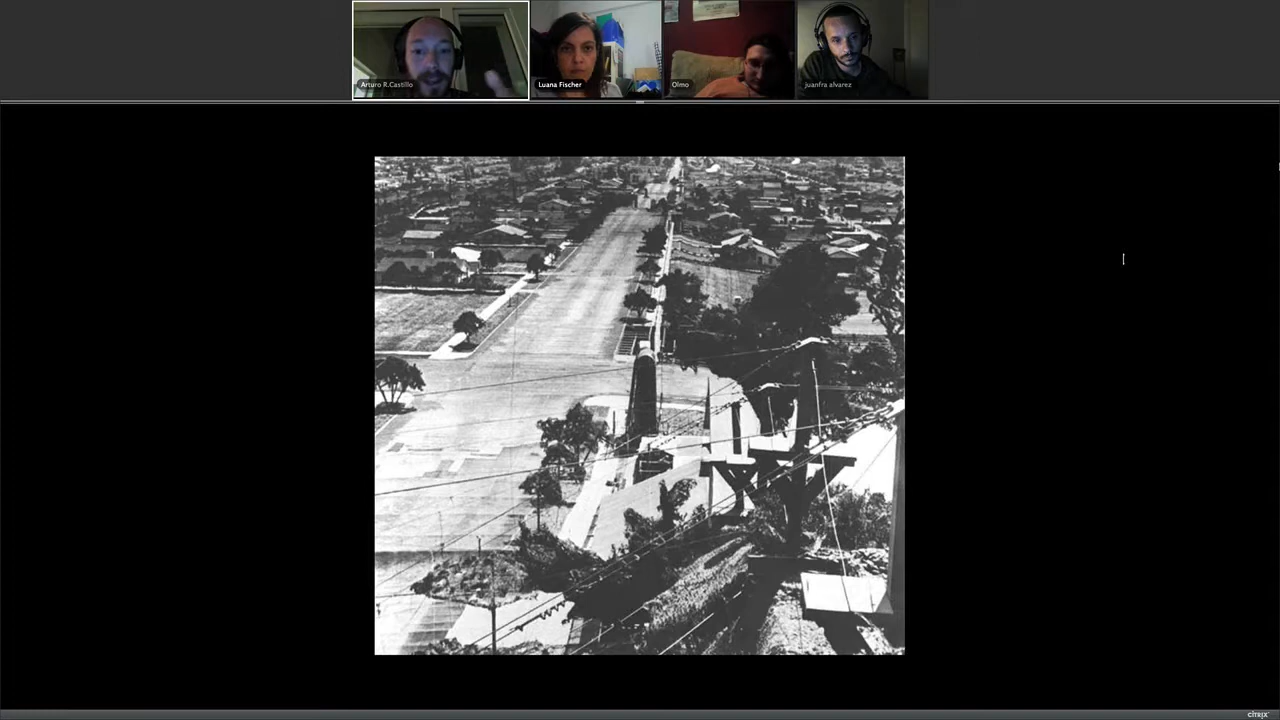 Arturo R.Castillo
Luana Fischer
Olmo
juanfra alvarez
CITRIX